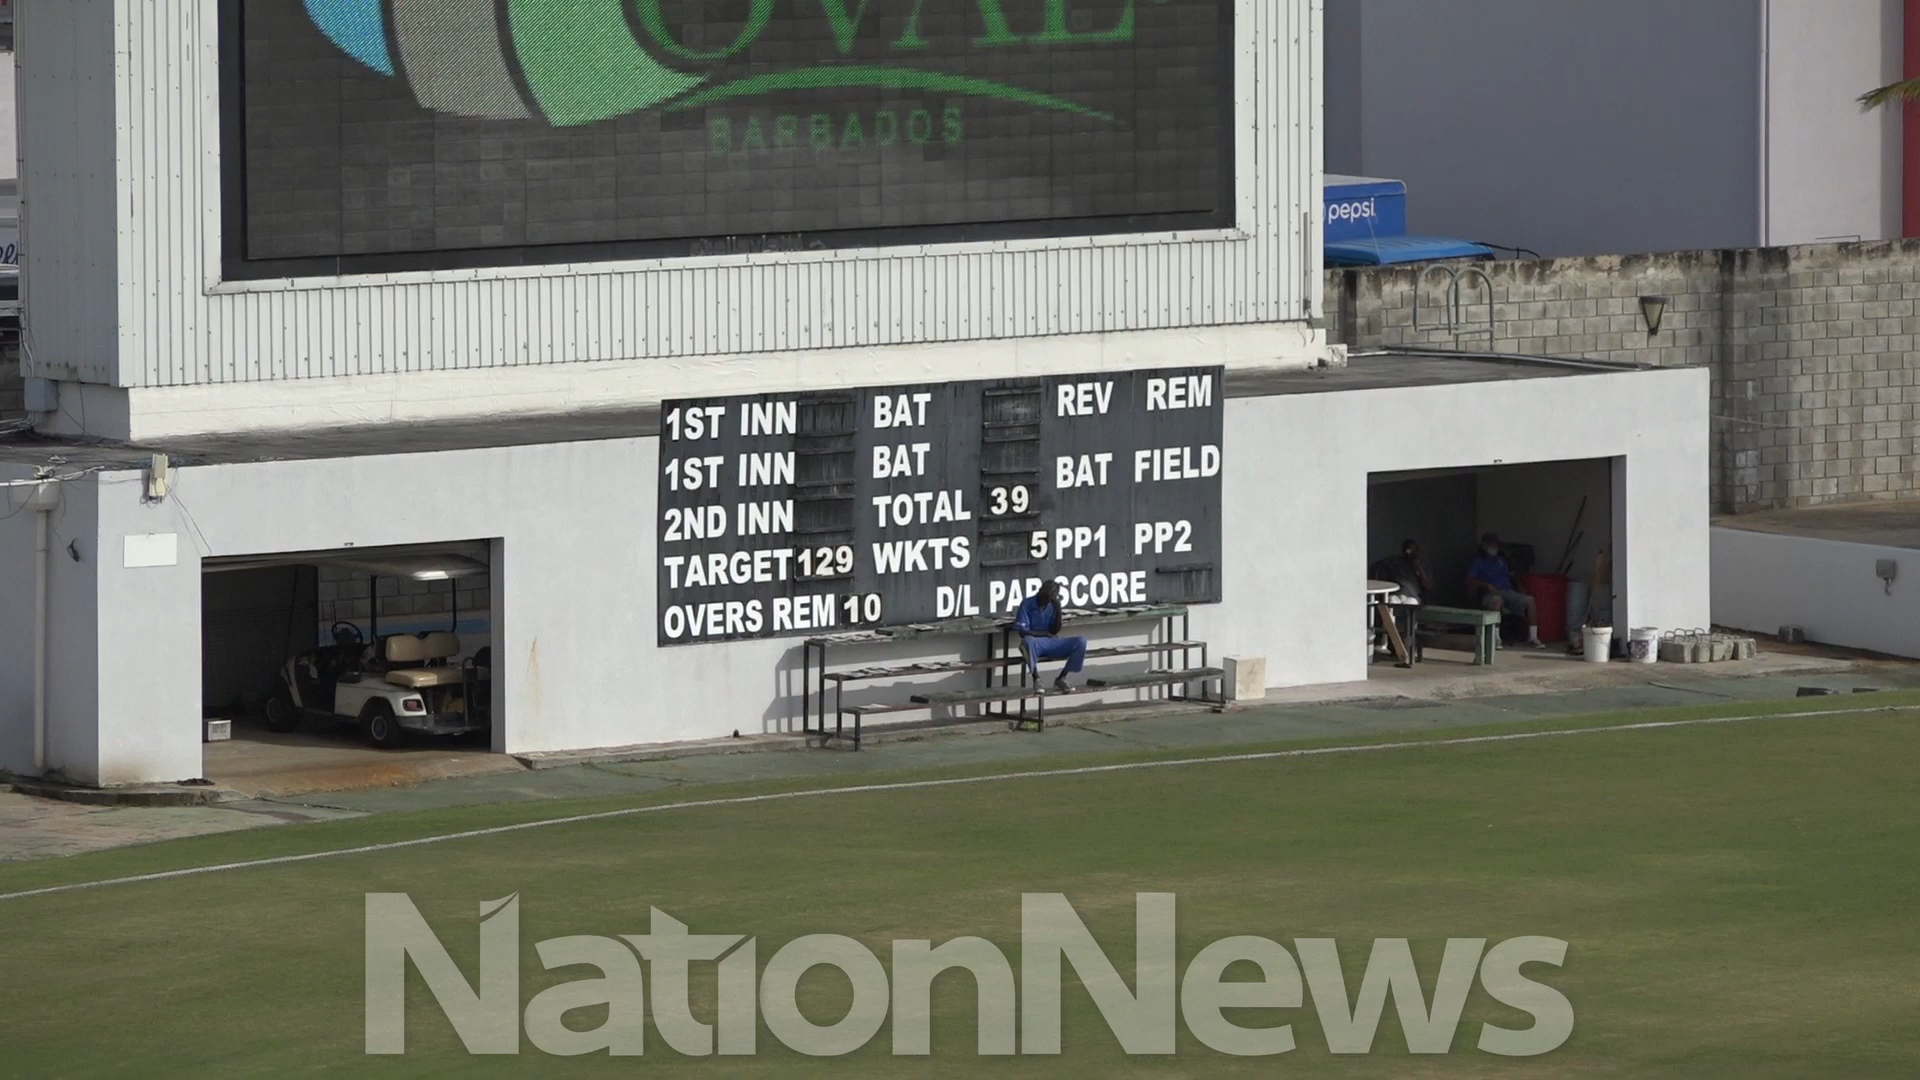 OVAL
BARBADOS
pepsi
1ST INN BAT REV REM
1ST INN BAT BAT FIELD
2ND INN TOTAL 39
TARGET 129 WKTS 5 PP1 PP2
OVERS REM 10 D/L PAR SCORE
NationNews